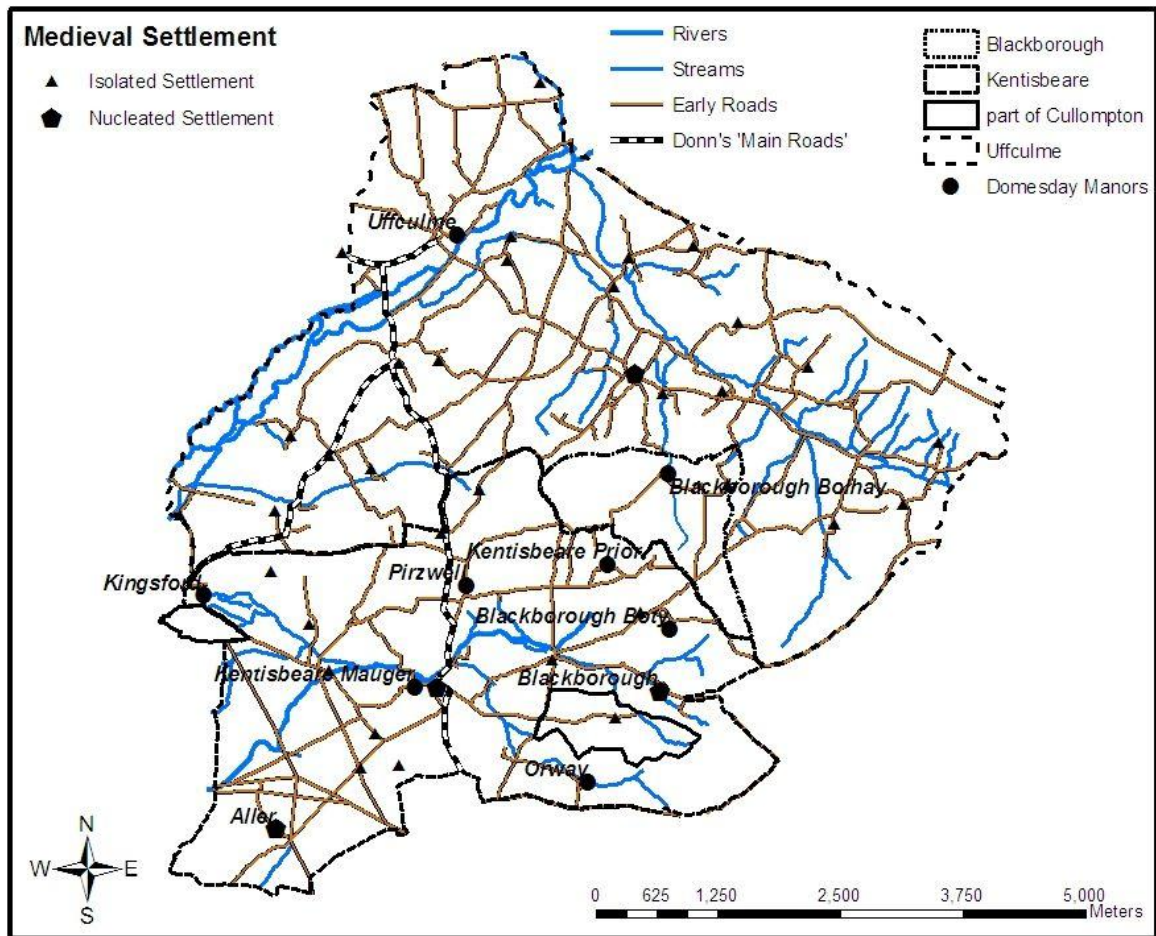 Medieval Settlement
Isolated Settlement
Nucleated Settlement
Rivers
Streams
Early Roads
Donn's 'Main Roads'
Blackborough
Kentisbeare
part of Cullompton
Uffculme
Domesday Manors
Uffculme
Blackborough Bolhay
Kentisbeare Prior
Pirzwell
Kingsford
Blackborough Boty
Kentisbeare Mauger
Blackborough
Orway
Aller
N
W E
S
0 625 1,250 2,500 3,750 5,000
Meters